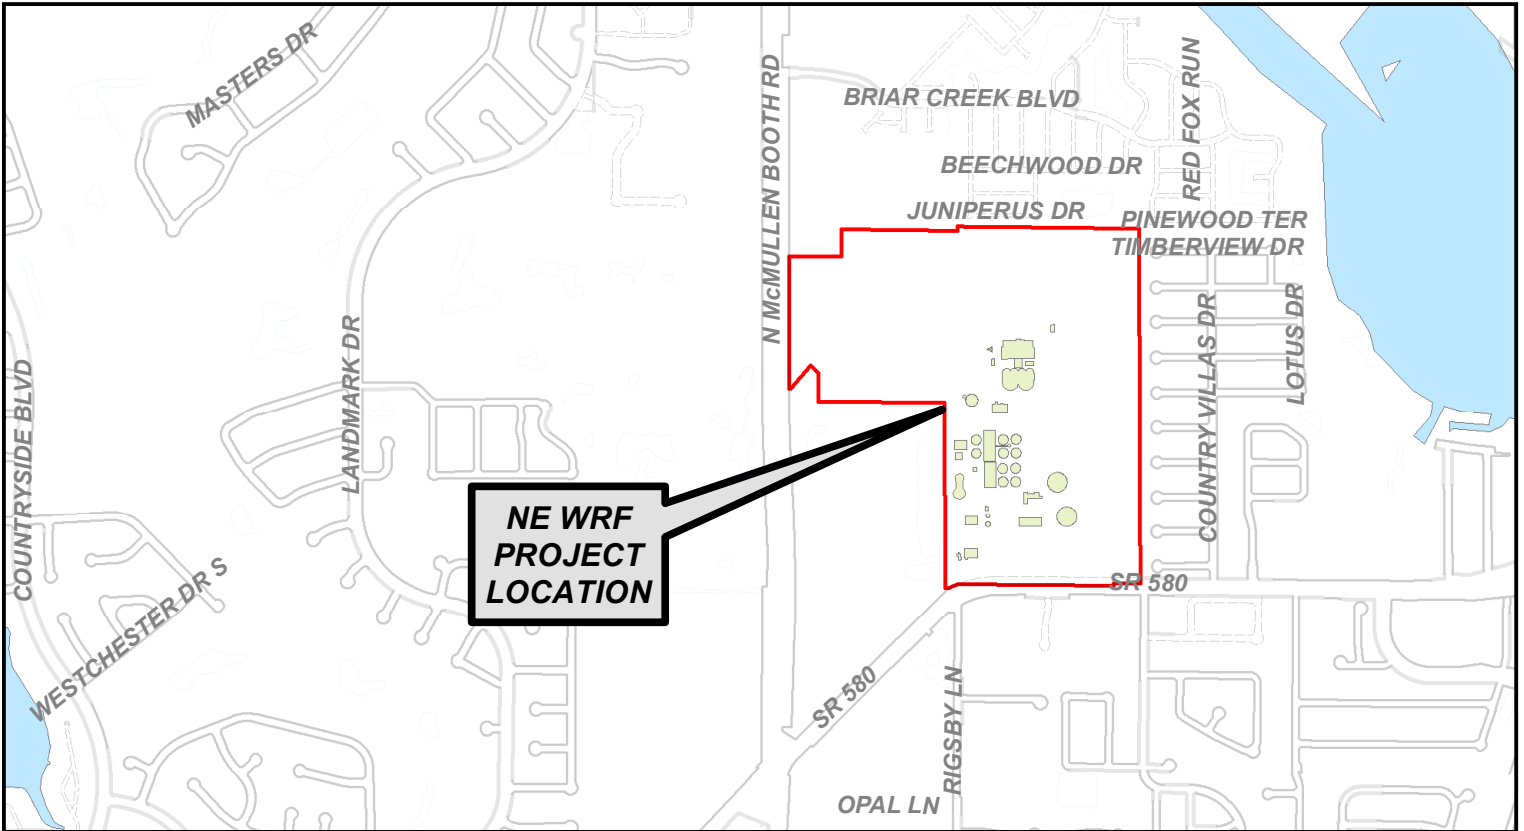 MASTERS DR
N McMULLEN BOOTH RD
BRIAR CREEK BLVD
RED FOX RUN
BEECHWOOD DR
JUNIPERUS DR
PINEWOOD TER
TIMBERVIEW DR
COUNTRYSIDE BLVD
LANDMARK DR
COUNTRY VILLAS DR
LOTUS DR
NE WRF
PROJECT
LOCATION
WESTCHESTER DR S
SR 580
SR 580
RIGSBY LN
OPAL LN